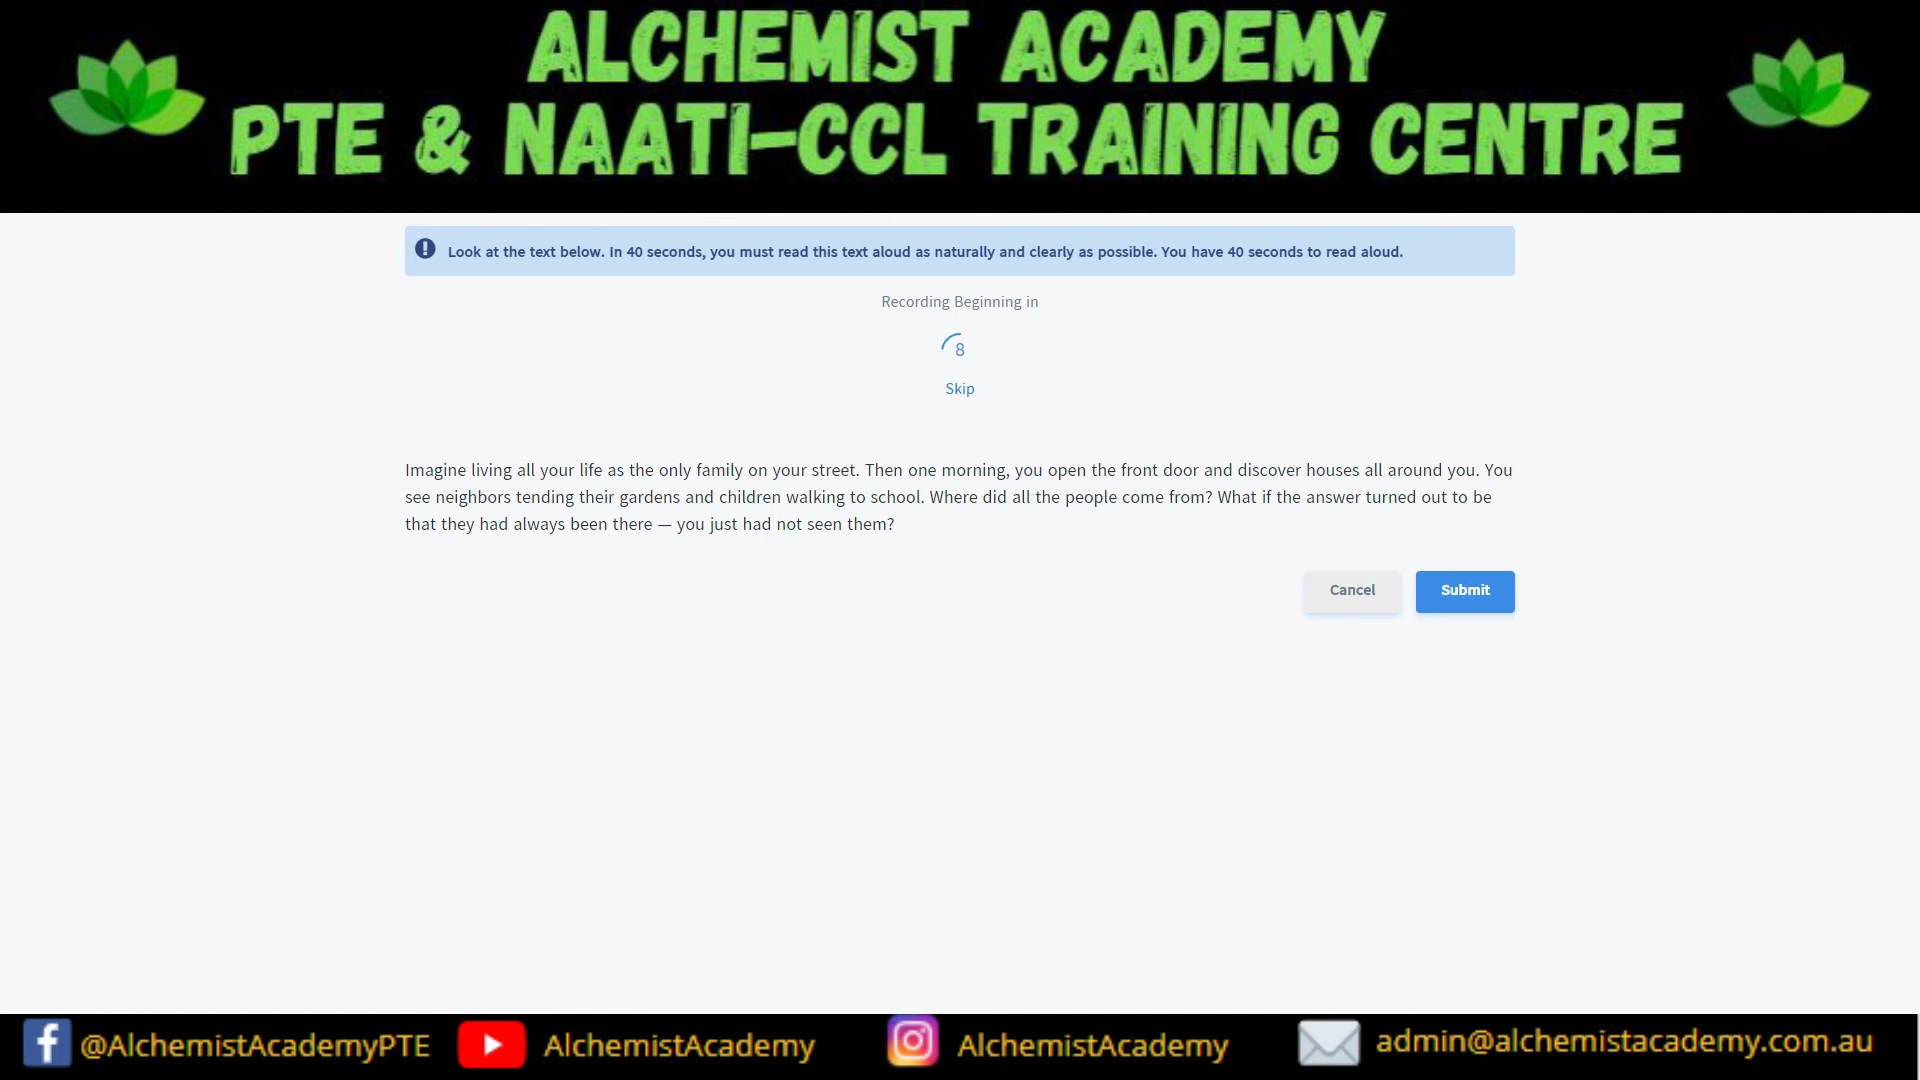 ALCHEMIST ACADEMY
PTE & NAATI-CCL TRAINING CENTRE
Look at the text below. In 40 seconds, you must read this text aloud as naturally and clearly as possible. You have 40 seconds to read aloud.
Recording Beginning in
8
Skip
Imagine living all your life as the only family on your street. Then one morning, you open the front door and discover houses all around you. You
see neighbors tending their gardens and children walking to school. Where did all the people come from? What if the answer turned out to be
that they had always been there — you just had not seen them?
Cancel Submit
@AlchemistAcademyPTE AlchemistAcademy AlchemistAcademy admin@alchemistacademy.com.au